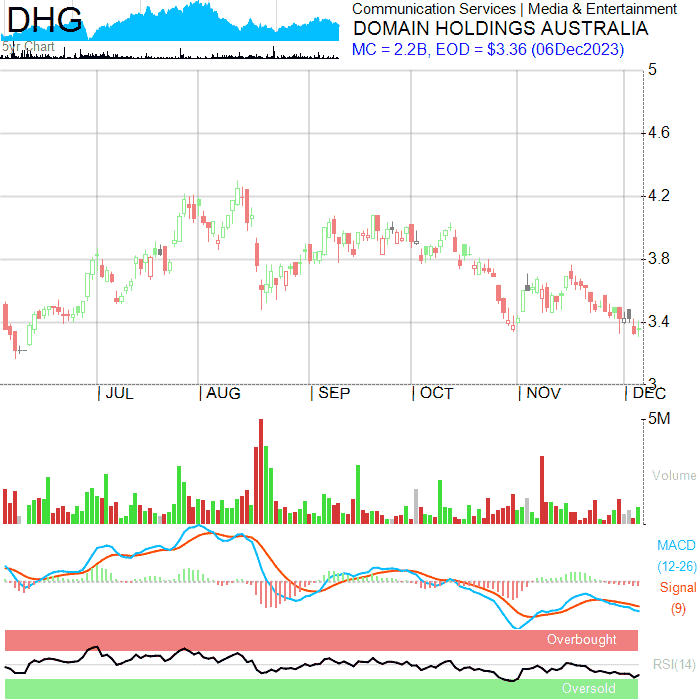 DHG
5yr Chart
Communication Services | Media & Entertainment
DOMAIN HOLDINGS AUSTRALIA
MC = 2.2B, EOD = $3.36 (06Dec2023)
5
4.6
4.2
3.8
3.4
3
| JUL | AUG | SEP | OCT | NOV | DEC
5M
Volume
MACD
(12-26)
Signal
(9)
Overbought
RSI(14)
Oversold